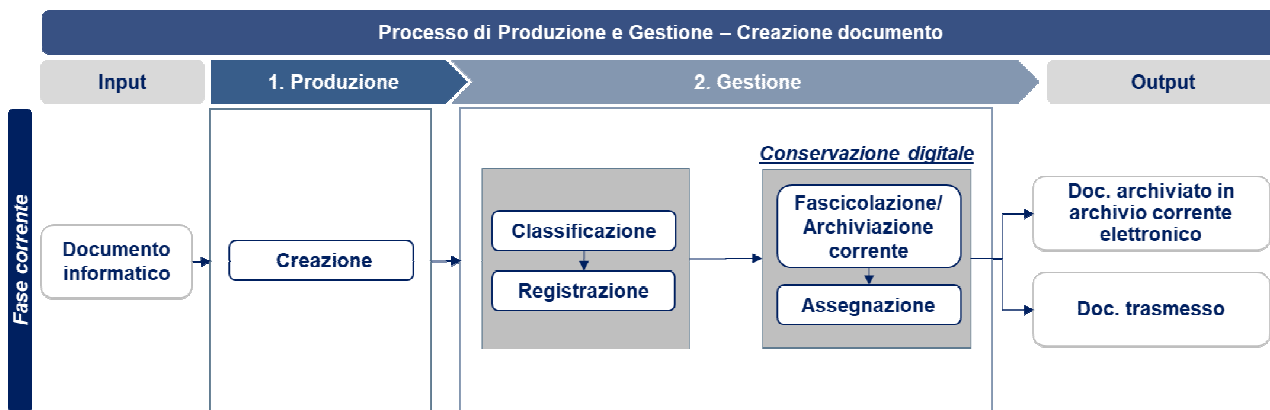 Processo di Produzione e Gestione – Creazione documento
Input
1. Produzione
2. Gestione
Output
Fase corrente
Documento
informatico
Creazione
Classificazione
Registrazione
Conservazione digitale
Fascicolazione/
Archiviazione
corrente
Assegnazione
Doc. archiviato in
archivio corrente
elettronico
Doc. trasmesso